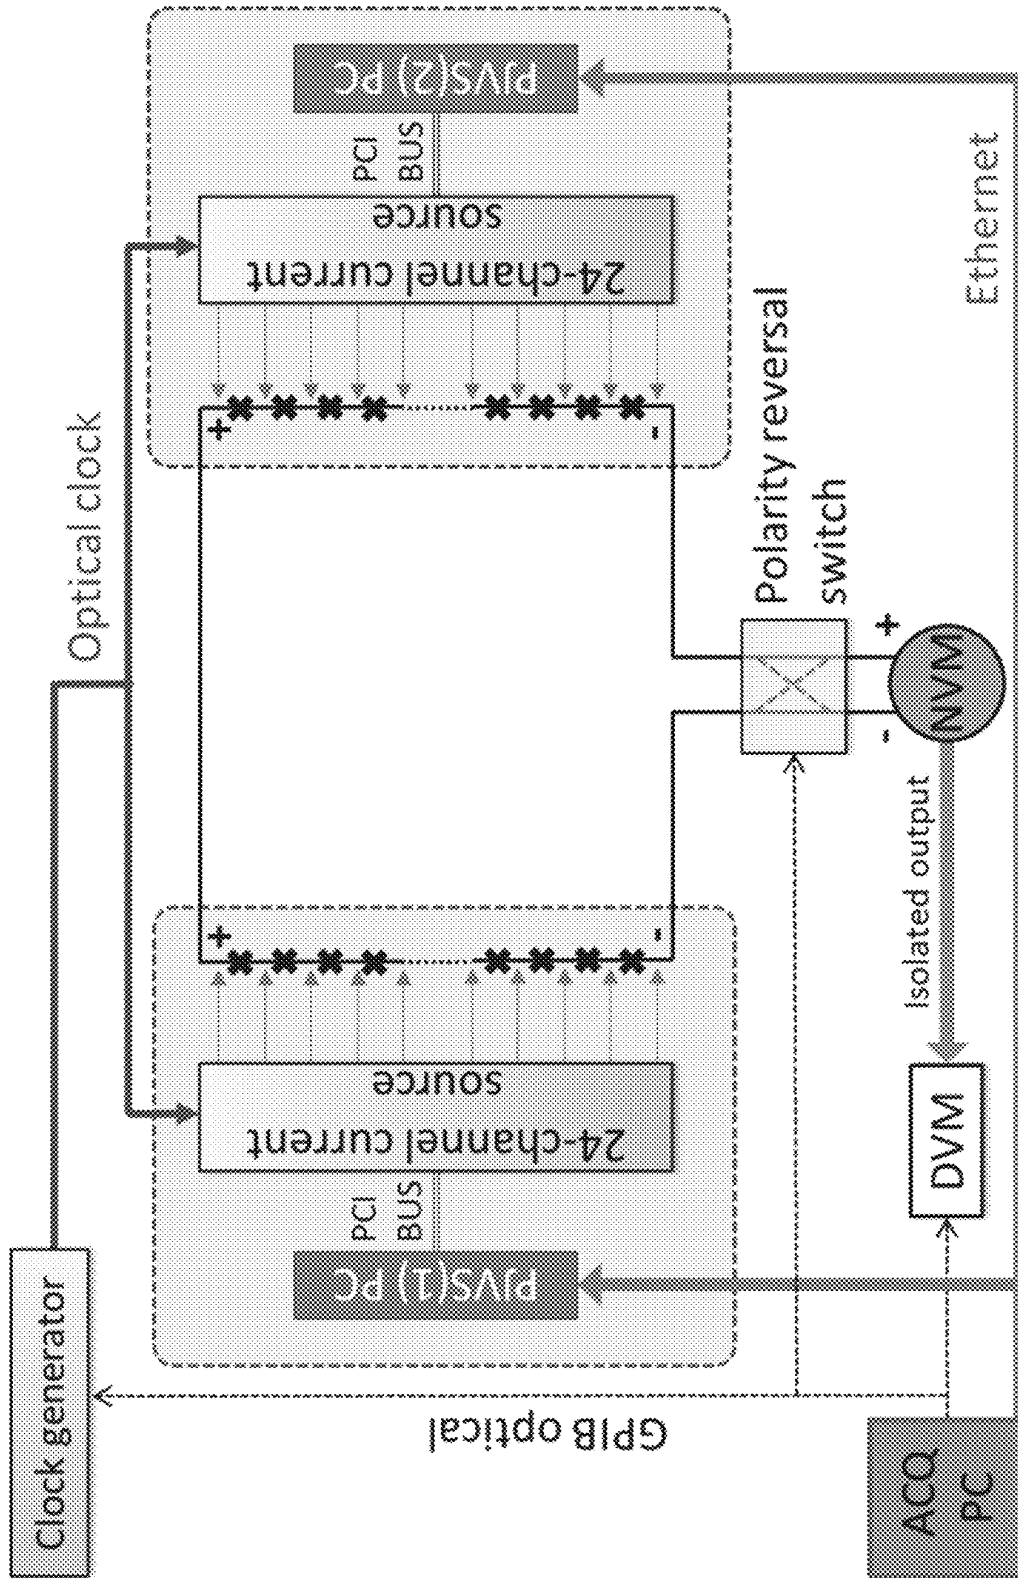 Clock generator
Optical clock
GPIB optical
PJVS(1) PC
PCI
BUS
24-channel current
source
+
-
+
-
24-channel current
source
PCI
BUS
PJVS(2) PC
Polarity reversal
switch
-
+
NVM
Isolated output
DVM
ACQ
PC
Ethernet